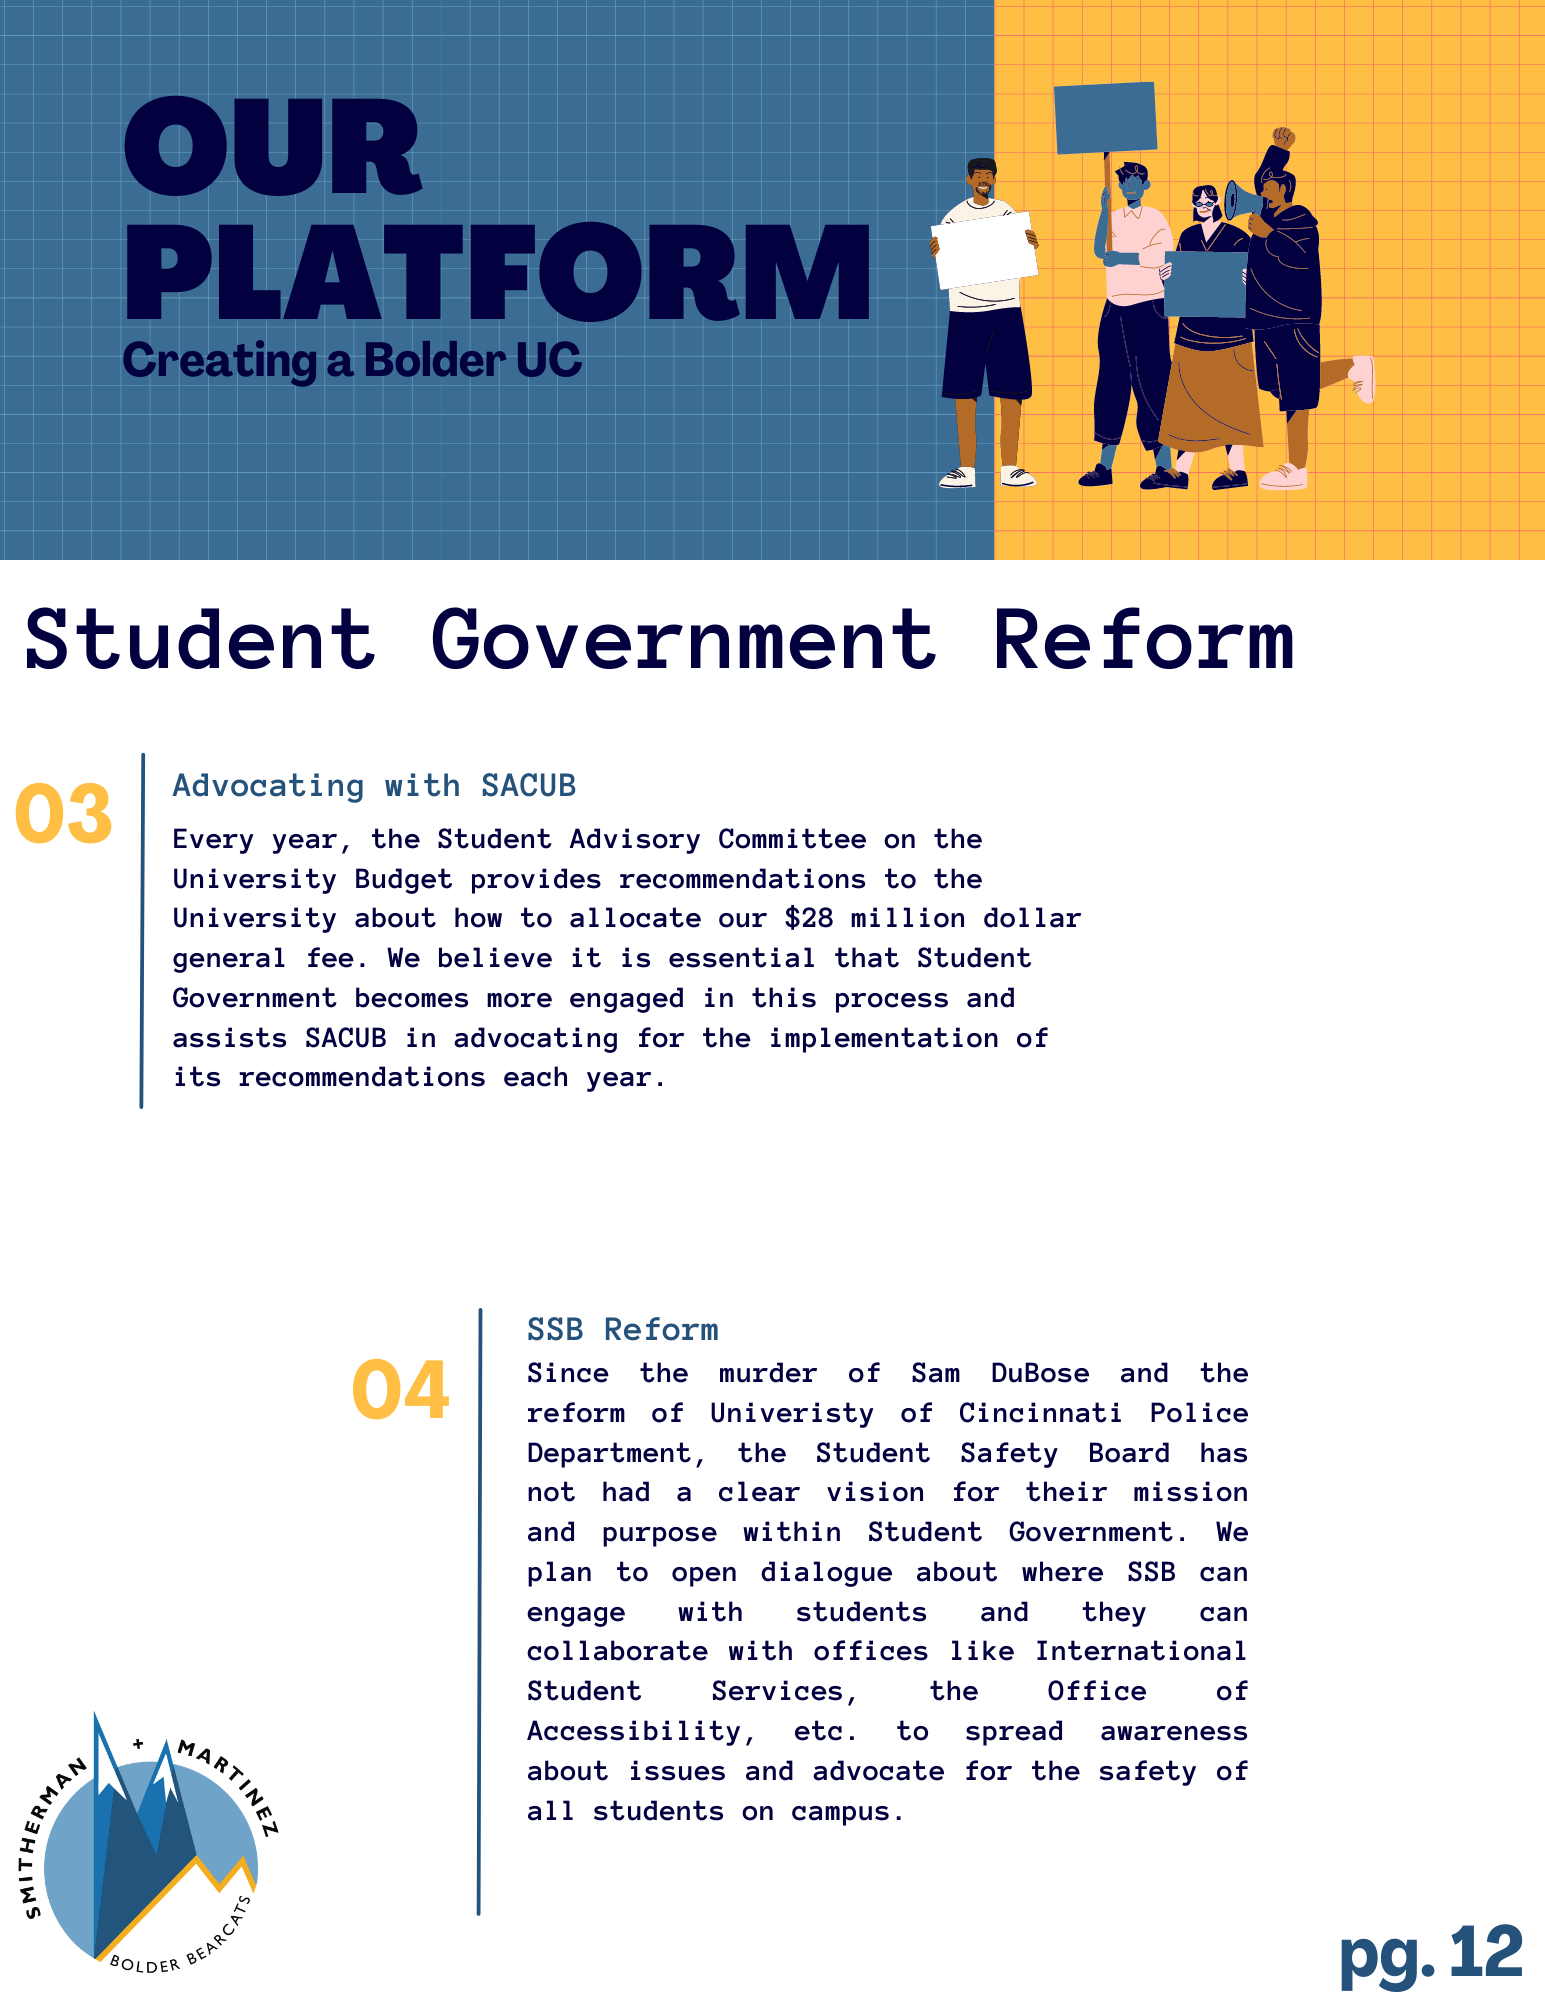 OUR
PLATFORM
Creating a Bolder UC
Student Government Reform
03
Advocating with SACUB
Every year, the Student Advisory Committee on the
University Budget provides recommendations to the
University about how to allocate our $28 million dollar
general fee. We believe it is essential that Student
Government becomes more engaged in this process and
assists SACUB in advocating for the implementation of
its recommendations each year.
04
SSB Reform
Since the murder of Sam DuBose and the
reform of Univeristy of Cincinnati Police
Department, the Student Safety Board has
not had a clear vision for their mission
and purpose within Student Government. We
plan to open dialogue about where SSB can
engage with students and they can
collaborate with offices like International
Student Services, the Office of
Accessibility, etc. to spread awareness
about issues and advocate for the safety of
all students on campus.
SMITHERMAN + MARTINEZ
BOLDER BEARCATS
pg. 12